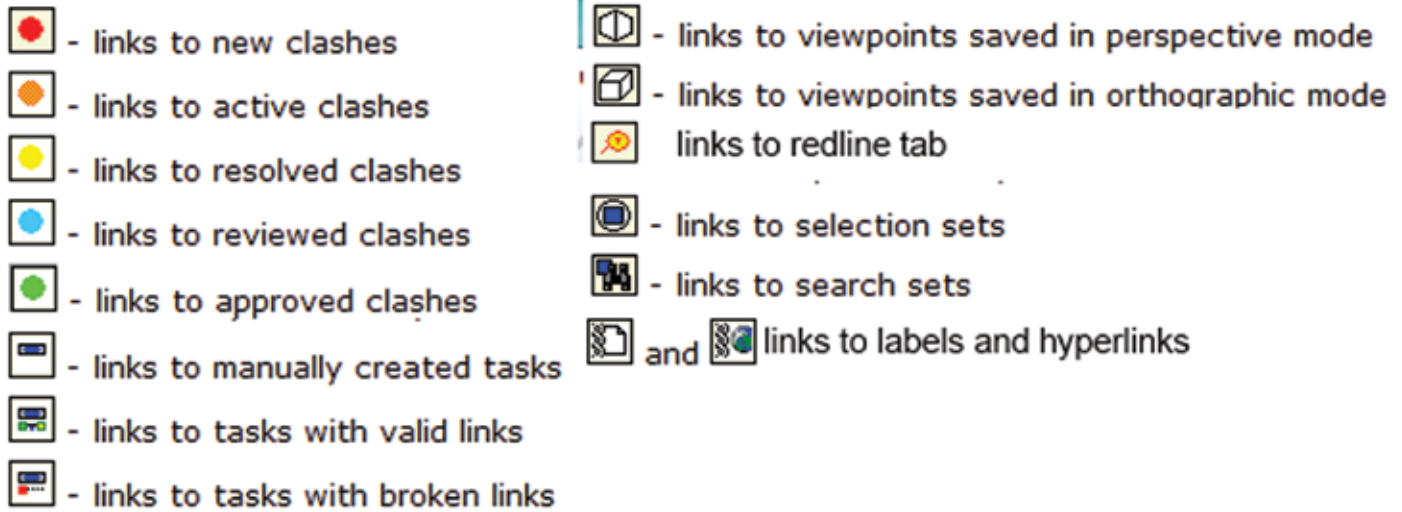 - links to new clashes
- links to active clashes
- links to resolved clashes
- links to reviewed clashes
- links to approved clashes
- links to manually created tasks
- links to tasks with valid links
- links to tasks with broken links
- links to viewpoints saved in perspective mode
- links to viewpoints saved in orthographic mode
links to redline tab
- links to selection sets
- links to search sets
and links to labels and hyperlinks